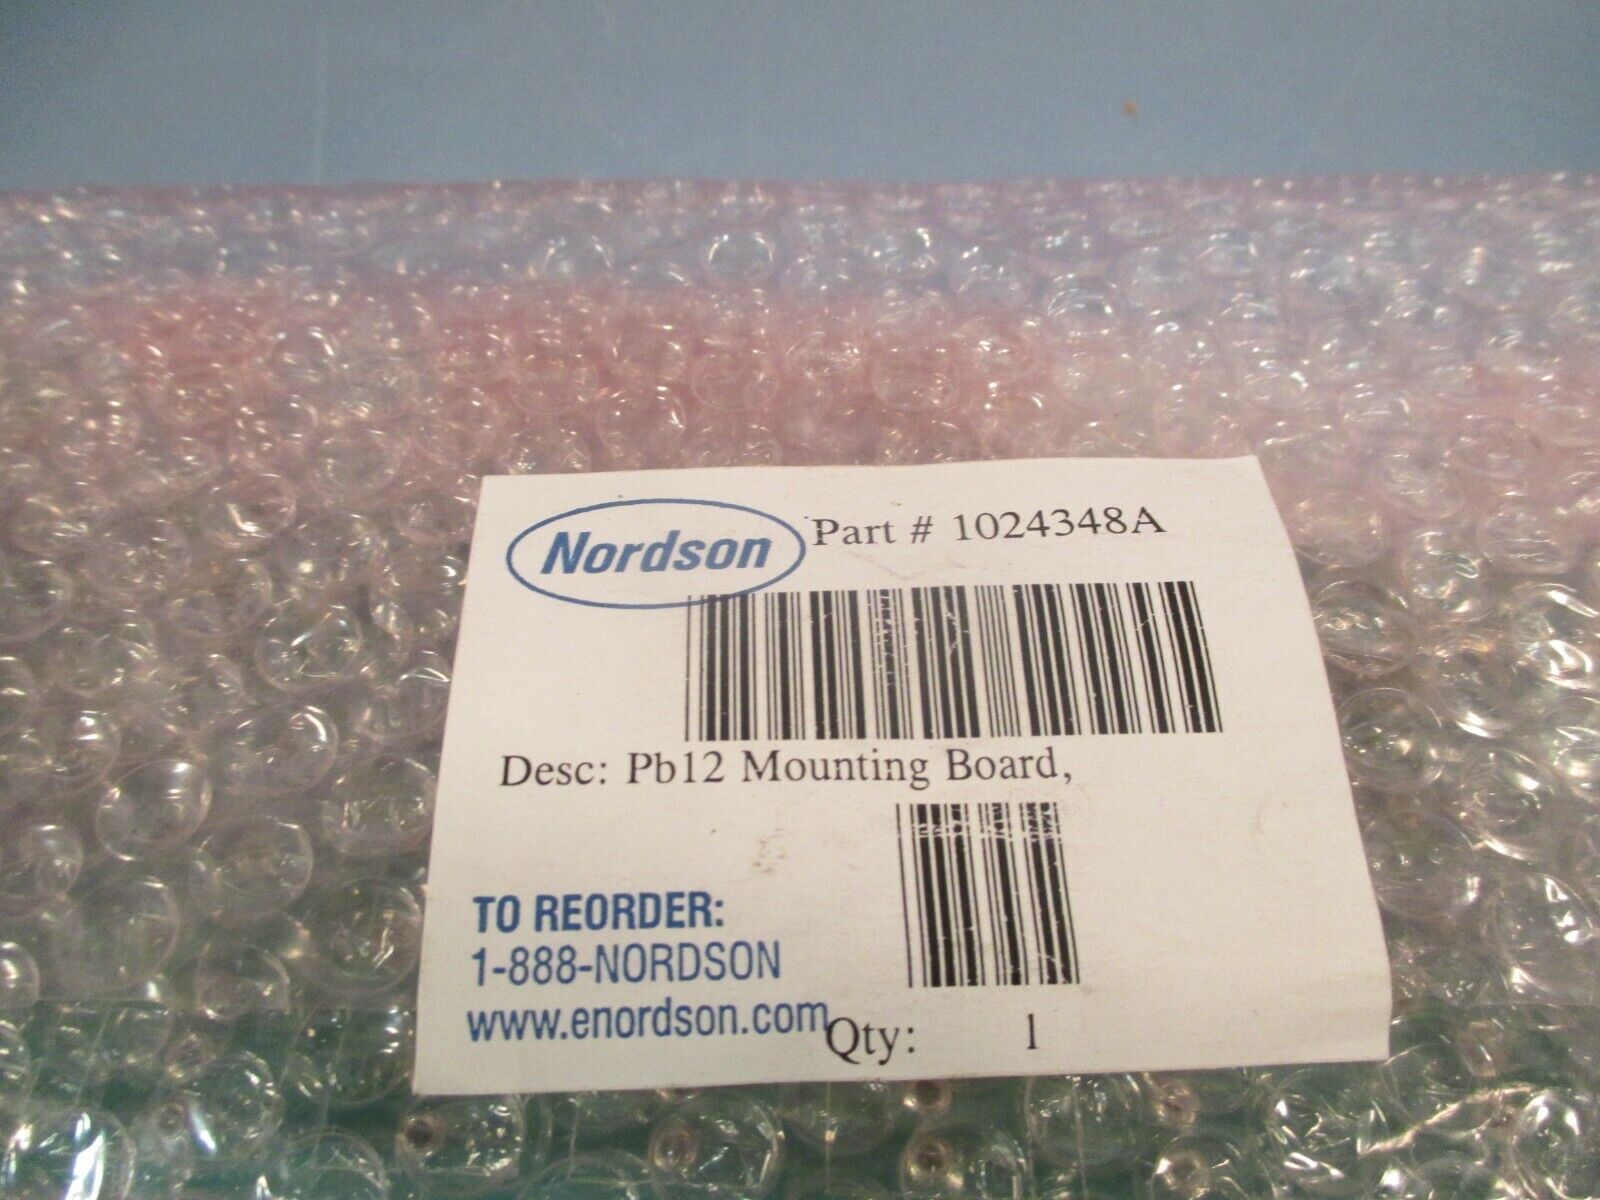 Nordson
Part # 1024348A
Desc: Pb12 Mounting Board,
TO REORDER:
1-888-NORDSON
www.enordson.com
Qty: 1